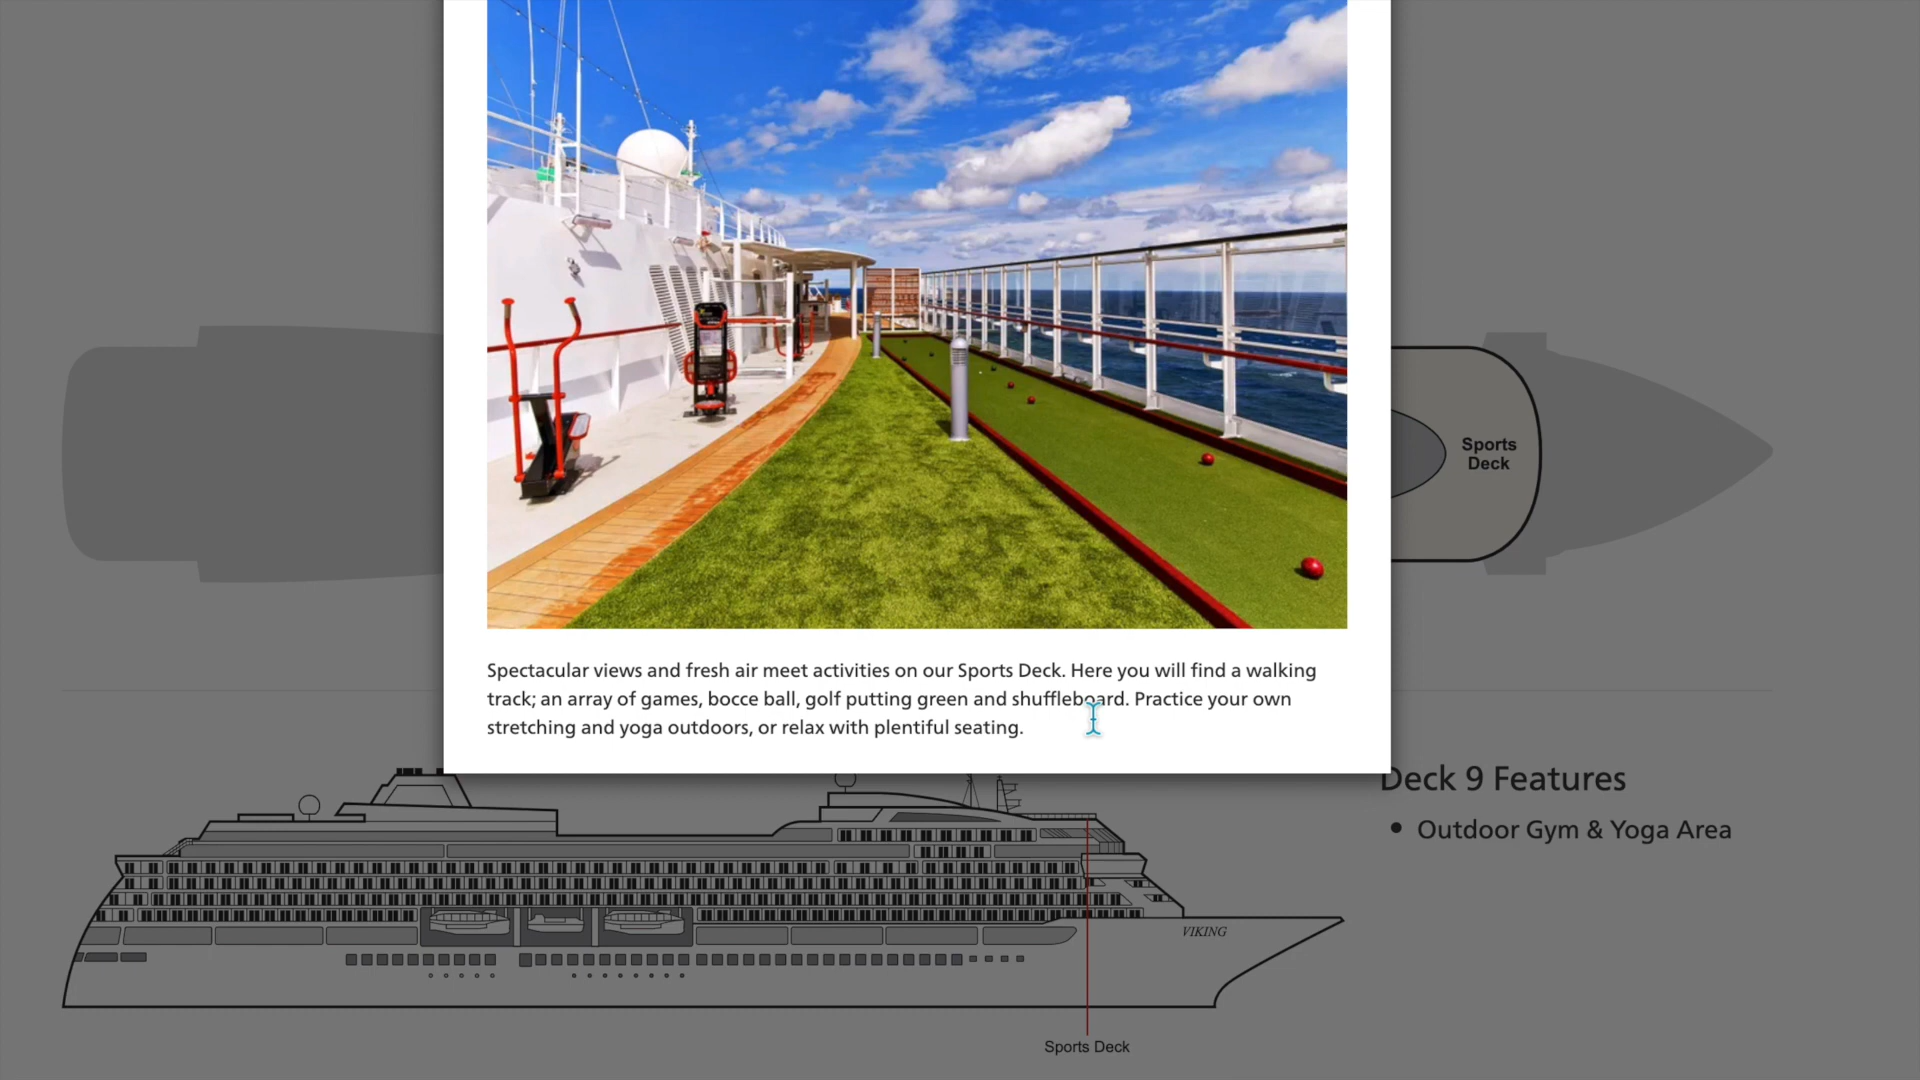 Sports
Deck
Spectacular views and fresh air meet activities on our Sports Deck. Here you will find a walking
track; an array of games, bocce ball, golf putting green and shuffleboard. Practice your own
stretching and yoga outdoors, or relax with plentiful seating.
Deck 9 Features
• Outdoor Gym & Yoga Area
VIKING
Sports Deck